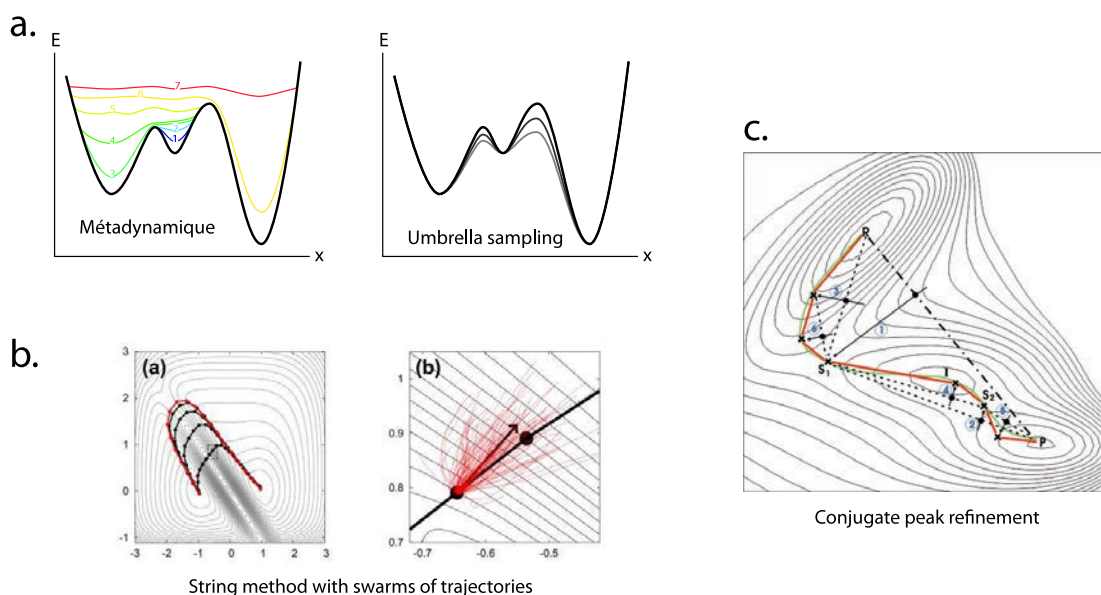 a.
E
7
6
5
4
2
1
3
Métadynamique
x
E
Umbrella sampling
x
b.
(a)
3
2
1
0
-1
-3 -2 -1 0 1 2 3
(b)
1
0.9
0.8
0.7
-0.7 -0.6 -0.5
String method with swarms of trajectories
c.
R
3
1
6
S1
I
4
S2
5
2
P
Conjugate peak refinement